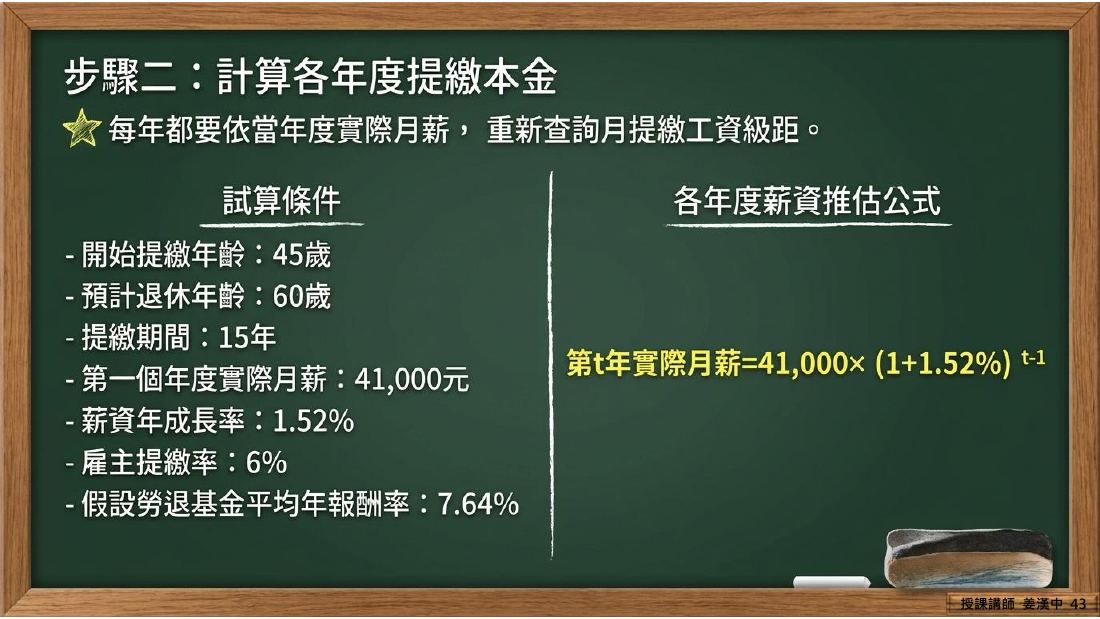 步驟二：計算各年度提繳本金
每年都要依當年度實際月薪， 重新查詢月提繳工資級距。
試算條件
- 開始提繳年齡：45歲
- 預計退休年齡：60歲
- 提繳期間：15年
- 第一個年度實際月薪：41,000元
- 薪資年成長率：1.52%
- 雇主提繳率：6%
- 假設勞退基金平均年報酬率：7.64%
各年度薪資推估公式
第t年實際月薪=41,000× (1+1.52%) t-1
授課講師 姜漢中 43